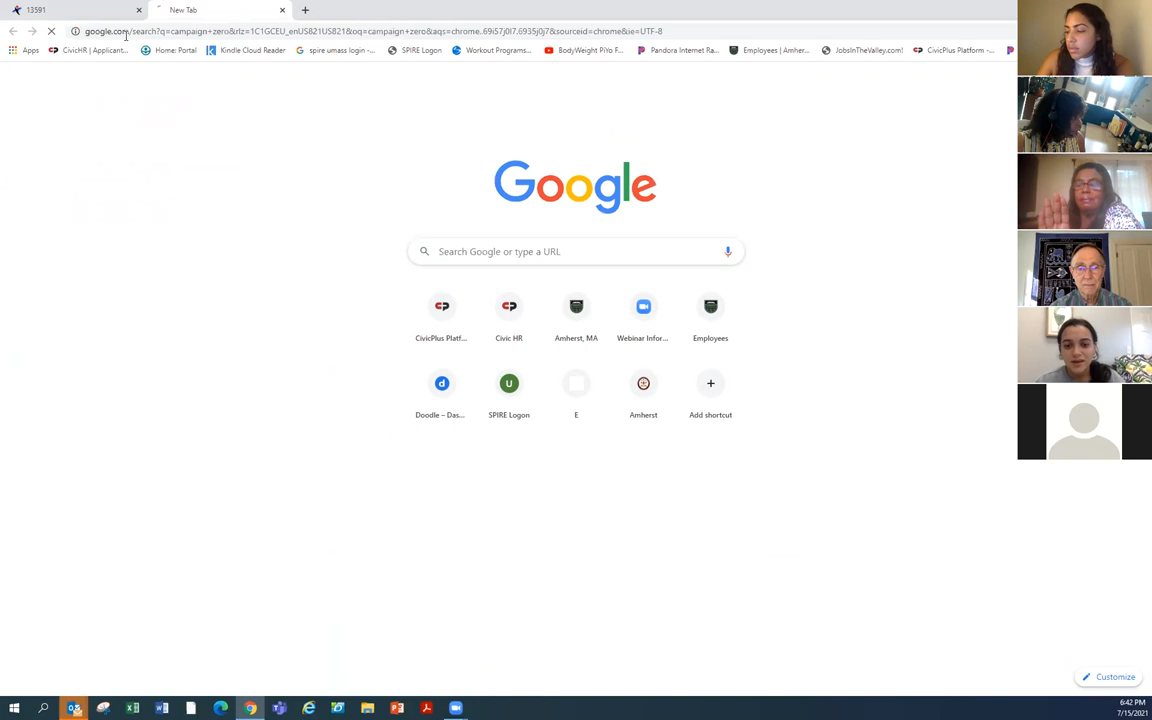 13591
New Tab
google.com/search?q=campaign+zero&rlz=1C1GCEU_enUS821US821&oq=campaign+zero&aqs=chrome..69i57j0l7.6935j0j7&sourceid=chrome&ie=UTF-8
Apps CivicHR | Applicant... Home: Portal Kindle Cloud Reader spire umass login -... SPIRE Logon Workout Programs... BodyWeight PiYo F... Pandora Internet Ra... Employees | Amher... JobsInTheValley.com! CivicPlus Platform -...
Google
Search Google or type a URL
CivicPlus Platf... Civic HR Amherst, MA Webinar Infor... Employees
Doodle – Das... SPIRE Logon E Amherst Add shortcut
Customize
6:42 PM
7/15/2021